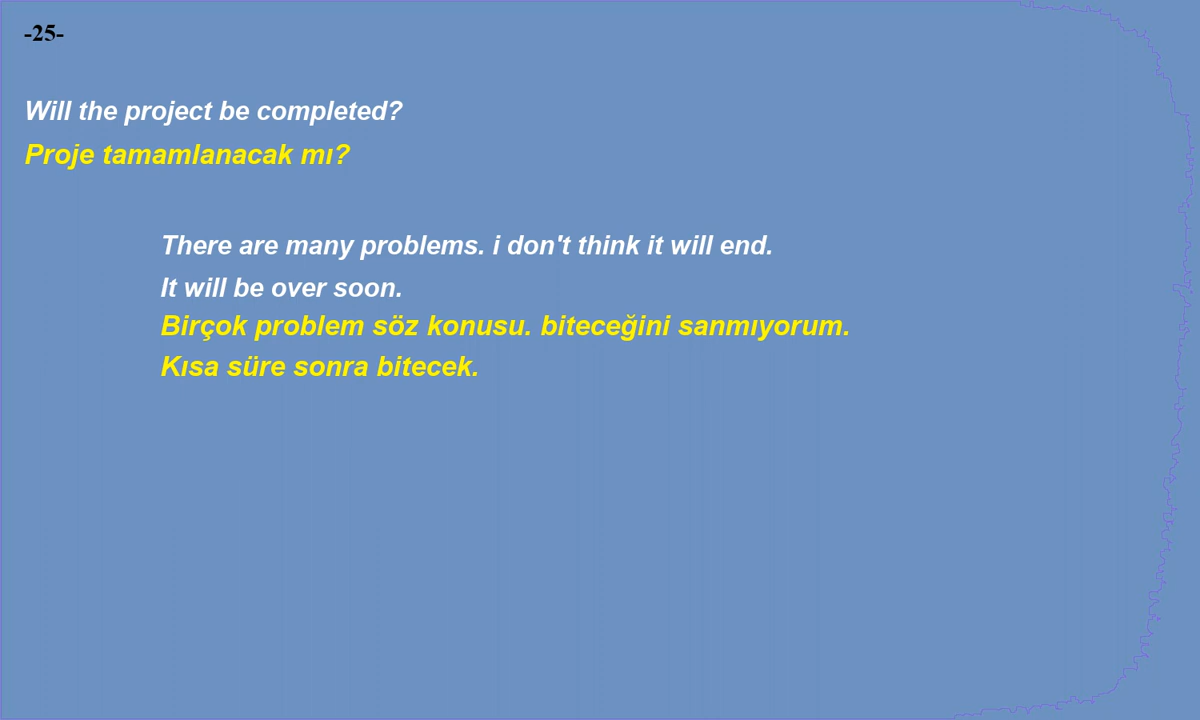 -25-
Will the project be completed?
Proje tamamlanacak mı?
There are many problems. i don't think it will end.
It will be over soon.
Birçok problem söz konusu. biteceğini sanmıyorum.
Kısa süre sonra bitecek.